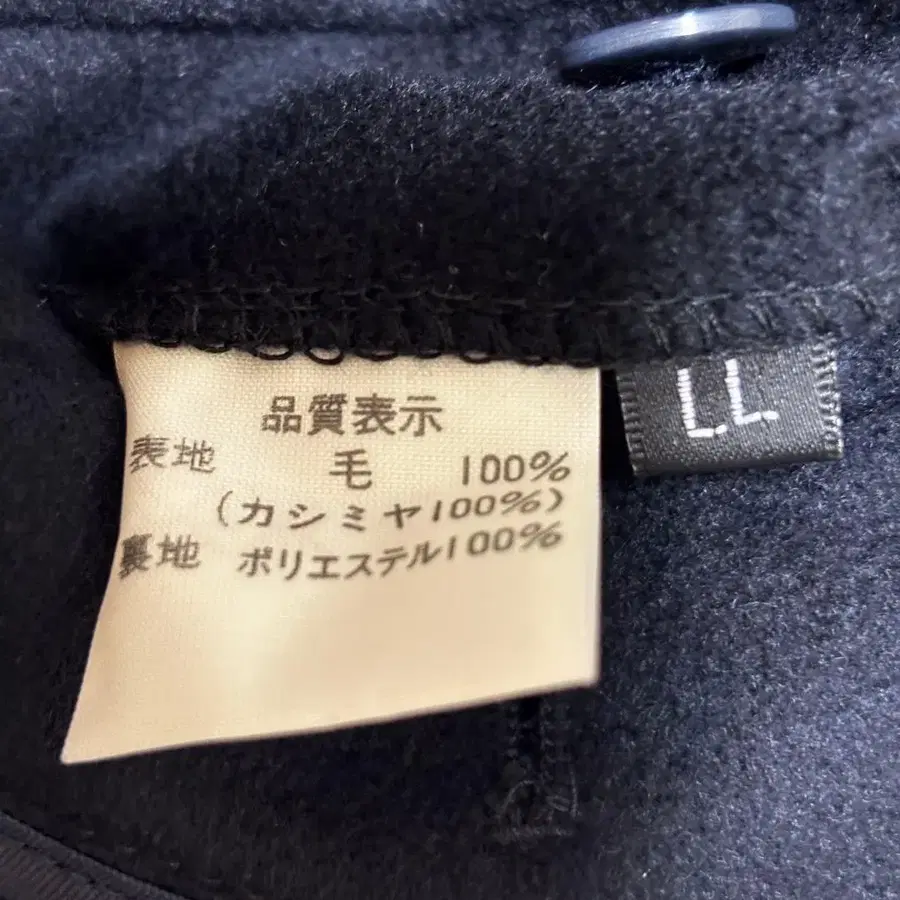 品質表示
表地 毛 100%
(カシミヤ100%)
裏地 ポリエステル100%
LL